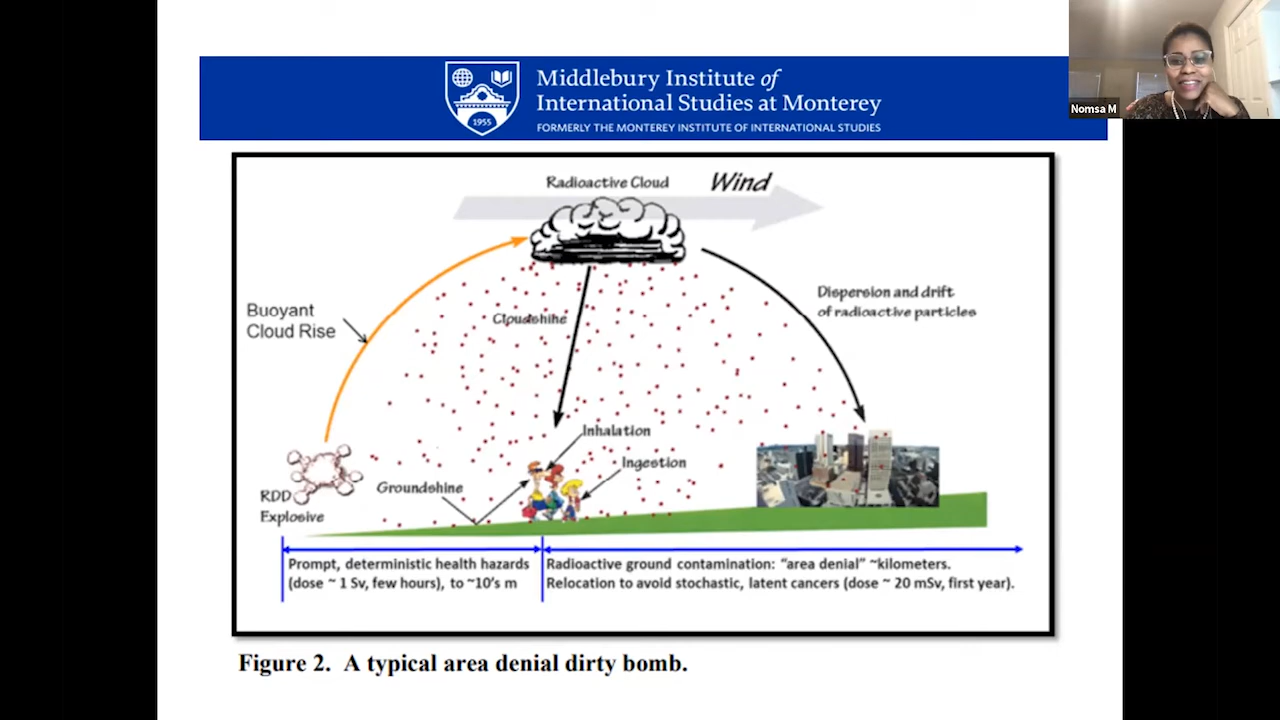 Middlebury Institute of
International Studies at Monterey
FORMERLY THE MONTEREY INSTITUTE OF INTERNATIONAL STUDIES
1955
Nomsa M
Radioactive Cloud
Wind
Buoyant
Cloud Rise
Cloudshine
Dispersion and drift
of radioactive particles
Inhalation
Ingestion
Groundshine
RDD
Explosive
Prompt, deterministic health hazards
(dose ~ 1 Sv, few hours), to ~10's m
Radioactive ground contamination: “area denial” ~kilometers.
Relocation to avoid stochastic, latent cancers (dose ~ 20 mSv, first year).
Figure 2. A typical area denial dirty bomb.